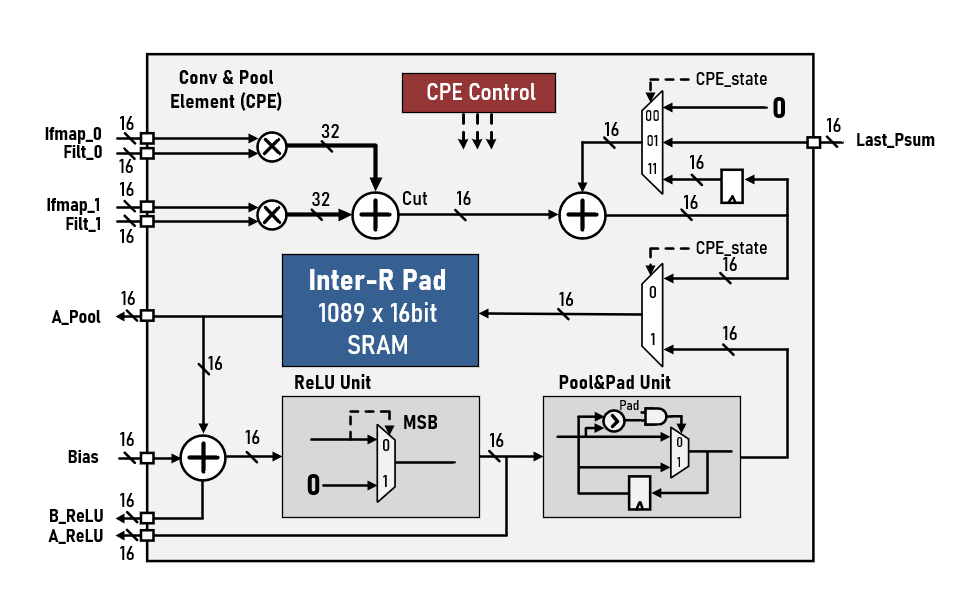 Conv & Pool
Element (CPE)
CPE Control
CPE_state
0
00
01
11
16
Last_Psum
16
16
16
Ifmap_0
16
Filt_0
16
32
Ifmap_1
16
Filt_1
16
32
Cut
16
16
CPE_state
16
0
1
16
16
Inter-R Pad
1089 x 16bit
SRAM
A_Pool
16
16
ReLU Unit
MSB
0
0
1
Pool&Pad Unit
Pad
>
0
1
Bias
16
16
16
B_ReLU
16
A_ReLU
16